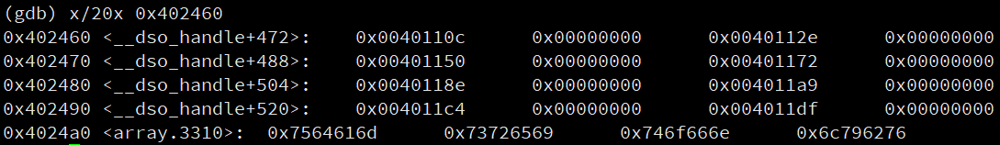 (gdb) x/20x 0x402460
0x402460 <__dso_handle+472>: 0x0040110c 0x00000000 0x0040112e 0x00000000
0x402470 <__dso_handle+488>: 0x00401150 0x00000000 0x00401172 0x00000000
0x402480 <__dso_handle+504>: 0x0040118e 0x00000000 0x004011a9 0x00000000
0x402490 <__dso_handle+520>: 0x004011c4 0x00000000 0x004011df 0x00000000
0x4024a0 <array.3310>: 0x7564616d 0x73726569 0x746f666e 0x6c796276